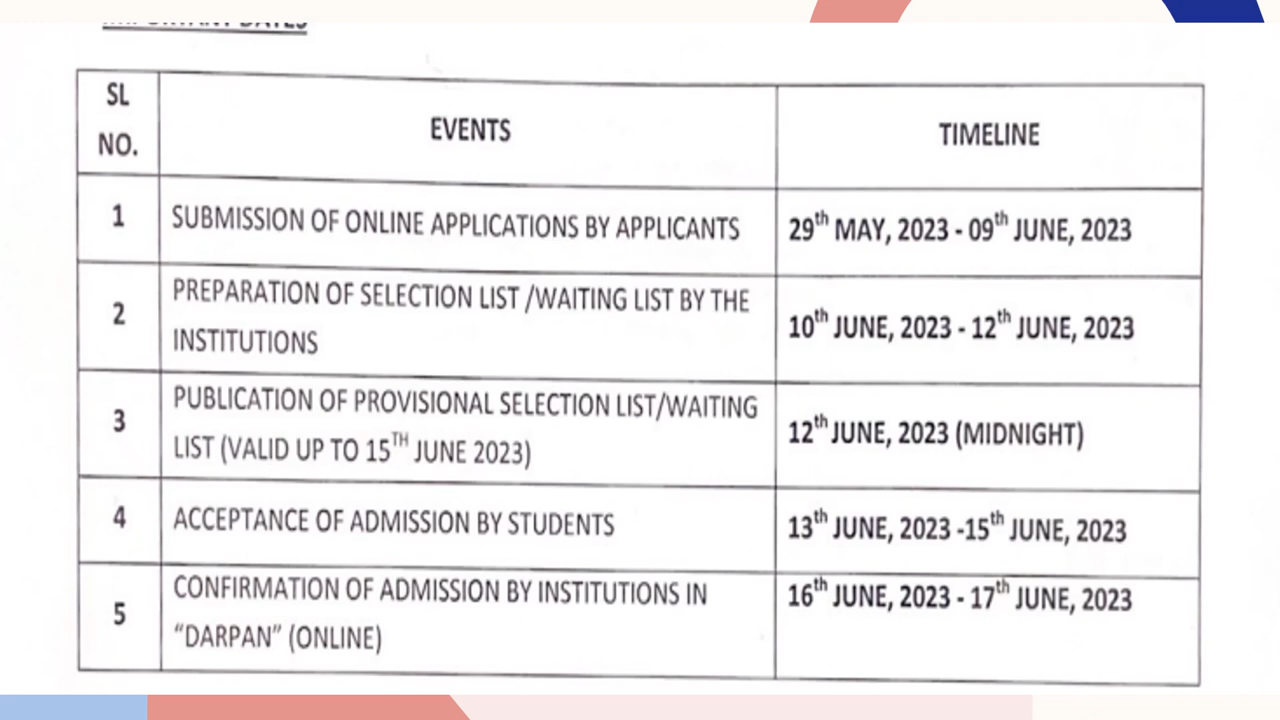 IMPORTANT DATES
SL
NO.
EVENTS
TIMELINE
1
SUBMISSION OF ONLINE APPLICATIONS BY APPLICANTS
29th MAY, 2023 - 09th JUNE, 2023
2
PREPARATION OF SELECTION LIST /WAITING LIST BY THE
INSTITUTIONS
10th JUNE, 2023 - 12th JUNE, 2023
3
PUBLICATION OF PROVISIONAL SELECTION LIST/WAITING
LIST (VALID UP TO 15TH JUNE 2023)
12th JUNE, 2023 (MIDNIGHT)
4
ACCEPTANCE OF ADMISSION BY STUDENTS
13th JUNE, 2023 -15th JUNE, 2023
5
CONFIRMATION OF ADMISSION BY INSTITUTIONS IN
“DARPAN” (ONLINE)
16th JUNE, 2023 - 17th JUNE, 2023